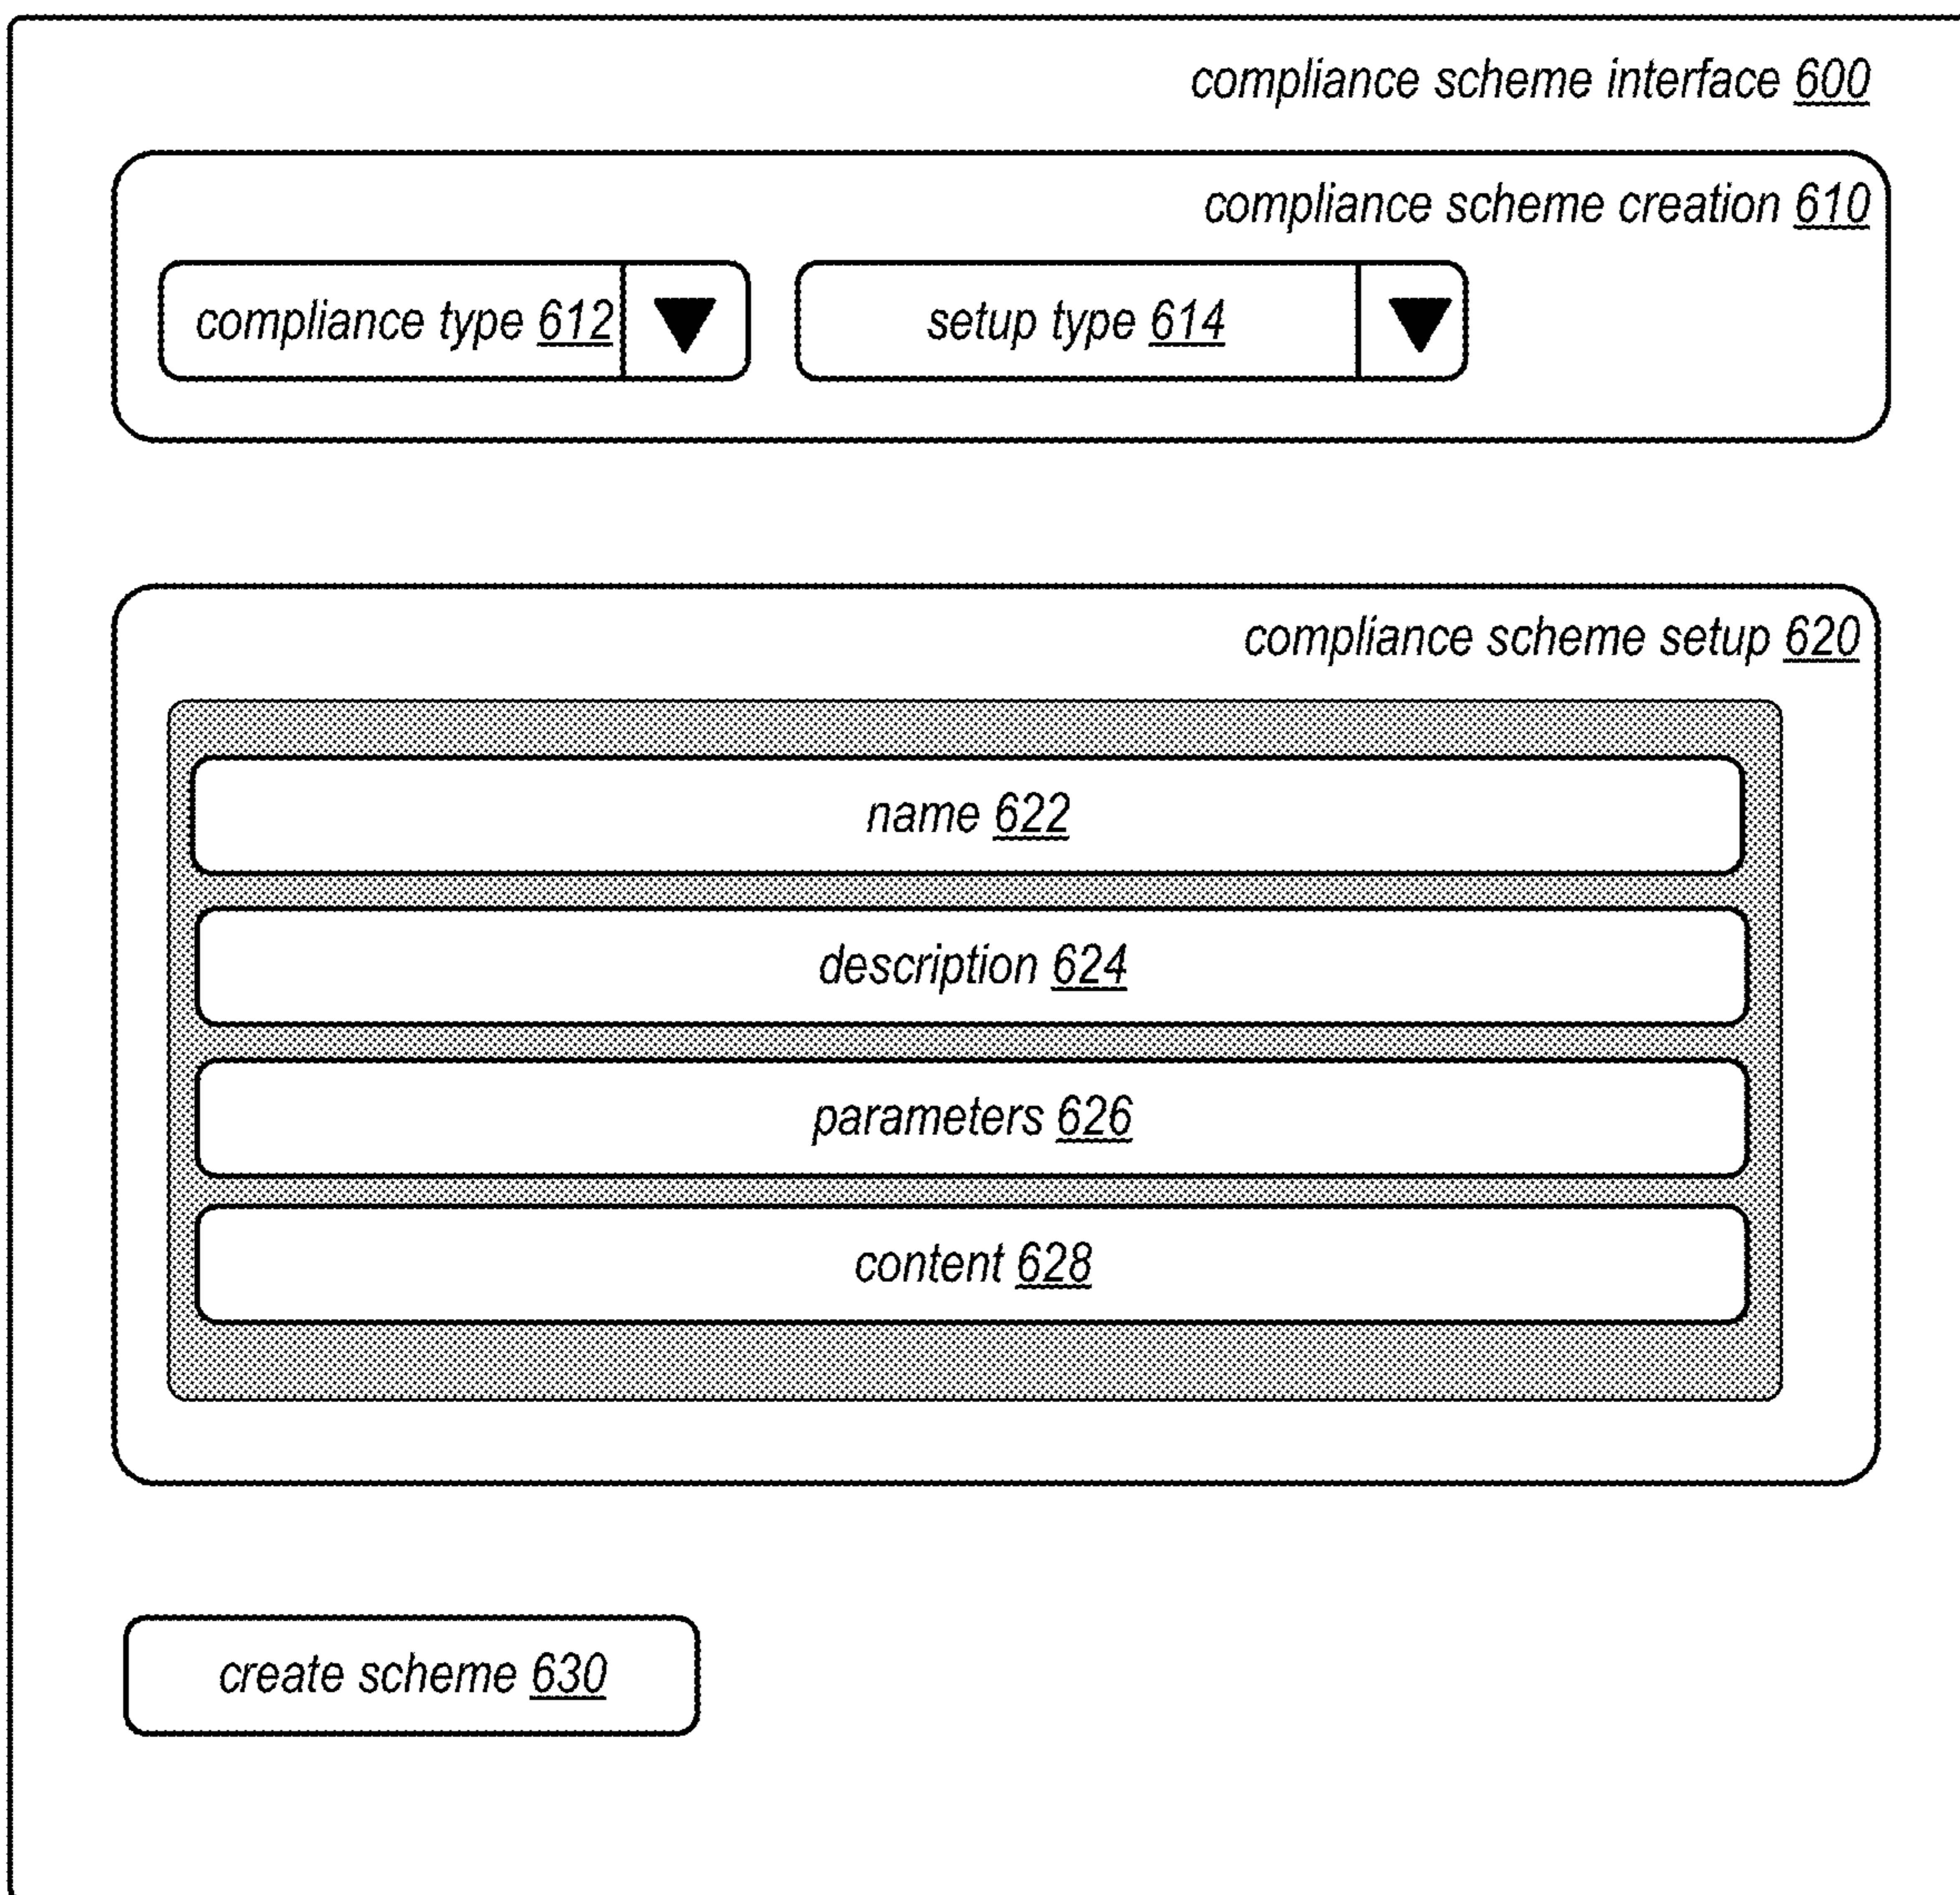 compliance scheme interface 600
compliance scheme creation 610
compliance type 612
setup type 614
compliance scheme setup 620
name 622
description 624
parameters 626
content 628
create scheme 630